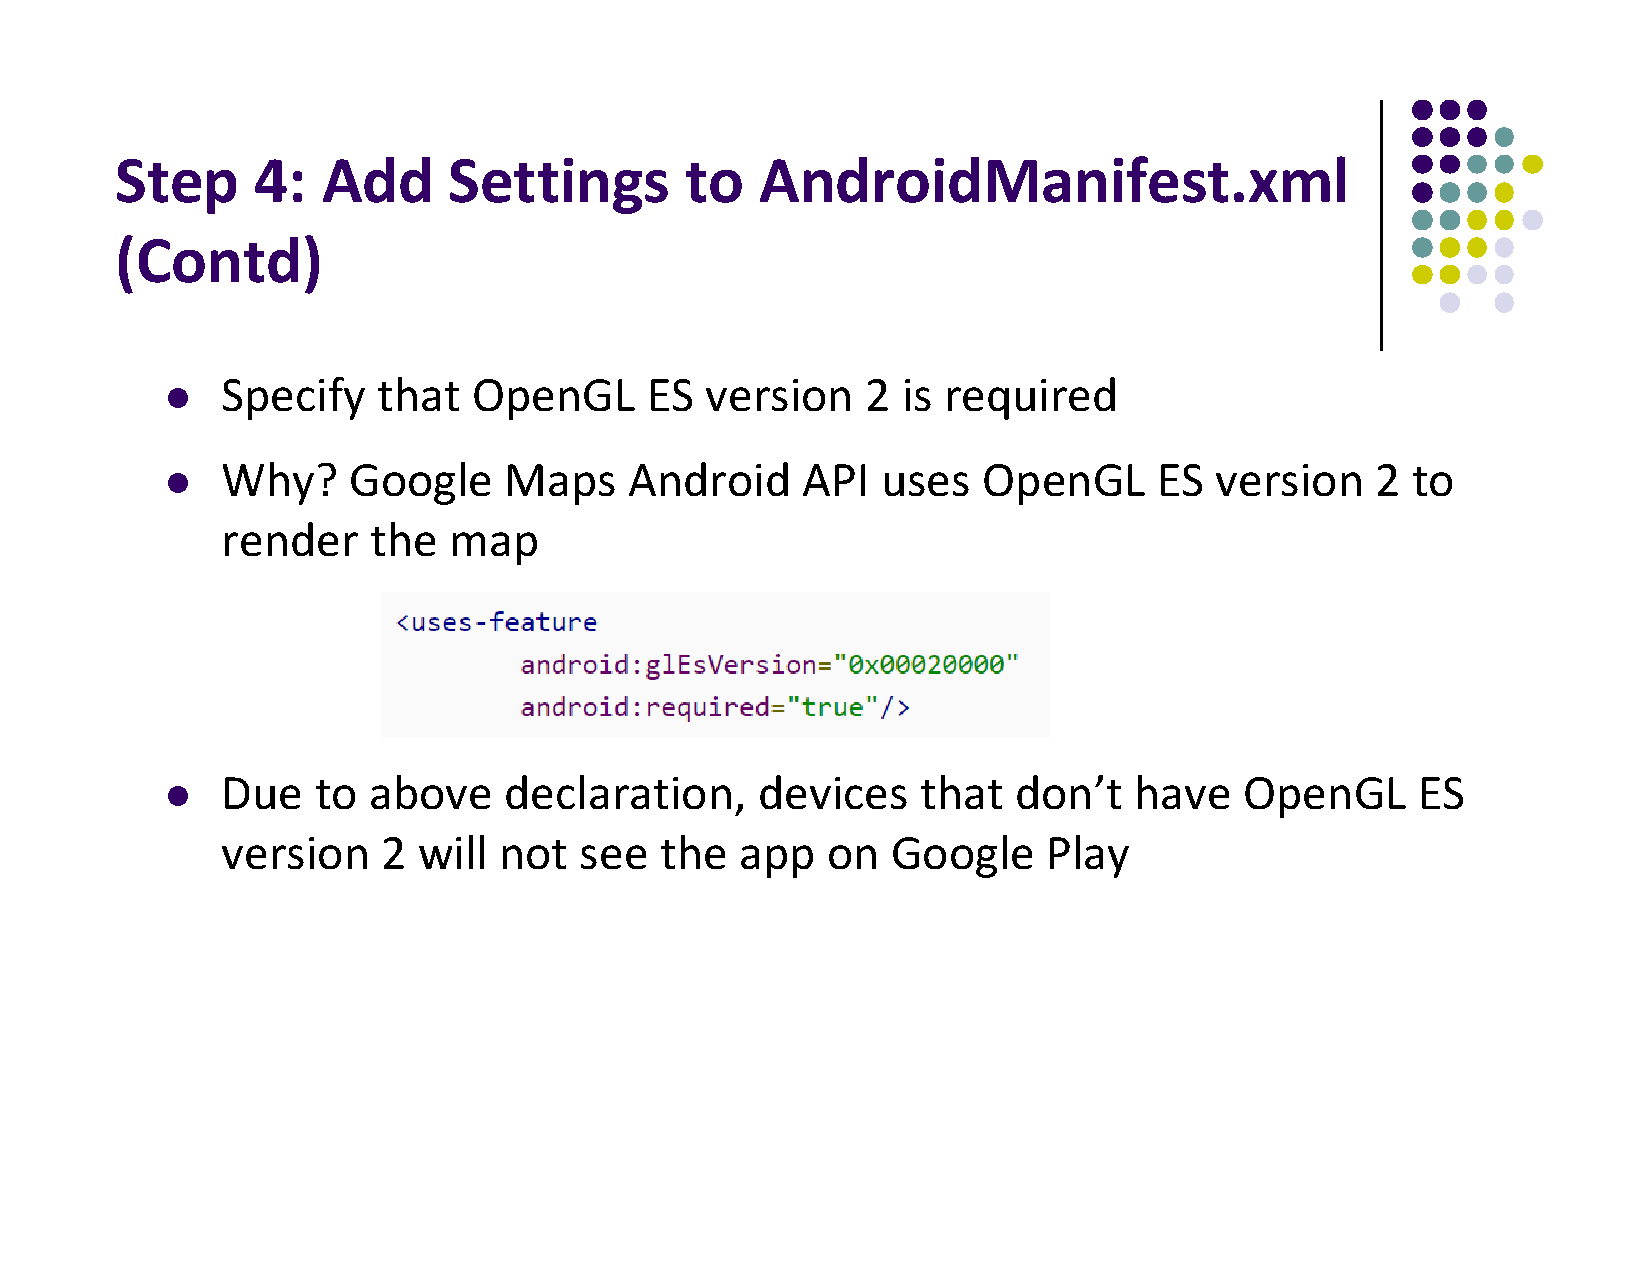 Step 4: Add Settings to AndroidManifest.xml
(Contd)
Specify that OpenGL ES version 2 is required
Why? Google Maps Android API uses OpenGL ES version 2 to
render the map
<uses-feature
android:glEsVersion="0x00020000"
android:required="true"/>
Due to above declaration, devices that don’t have OpenGL ES
version 2 will not see the app on Google Play